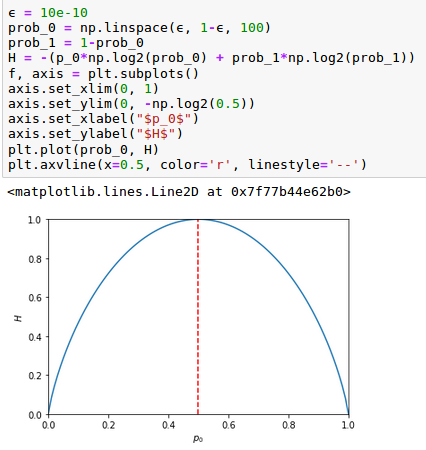 ϵ = 10e-10
prob_0 = np.linspace(ϵ, 1-ϵ, 100)
prob_1 = 1-prob_0
H = -(p_0*np.log2(prob_0) + prob_1*np.log2(prob_1))
f, axis = plt.subplots()
axis.set_xlim(0, 1)
axis.set_ylim(0, -np.log2(0.5))
axis.set_xlabel("$p_0$")
axis.set_ylabel("$H$")
plt.plot(prob_0, H)
plt.axvline(x=0.5, color='r', linestyle='--')
<matplotlib.lines.Line2D at 0x7f77b44e62b0>
1.0
0.8
0.6
H
0.4
0.2
0.0
0.0 0.2 0.4 0.6 0.8 1.0
p₀